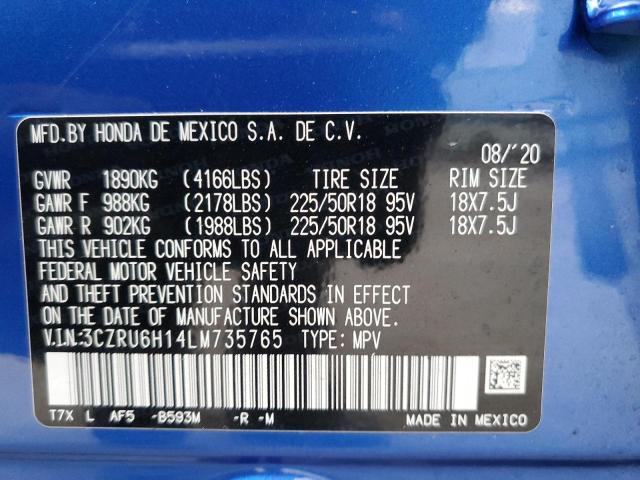 MFD.BY HONDA DE MEXICO S.A. DE C.V.
08/'20
GVWR 1890KG (4166LBS) TIRE SIZE RIM SIZE
GAWR F 988KG (2178LBS) 225/50R18 95V 18X7.5J
GAWR R 902KG (1988LBS) 225/50R18 95V 18X7.5J
THIS VEHICLE CONFORMS TO ALL APPLICABLE
FEDERAL MOTOR VEHICLE SAFETY
AND THEFT PREVENTION STANDARDS IN EFFECT
ON THE DATE OF MANUFACTURE SHOWN ABOVE.
V.I.N:3CZRU6H14LM735765 TYPE: MPV
T7X L AF5 -B593M -R -M MADE IN MEXICO